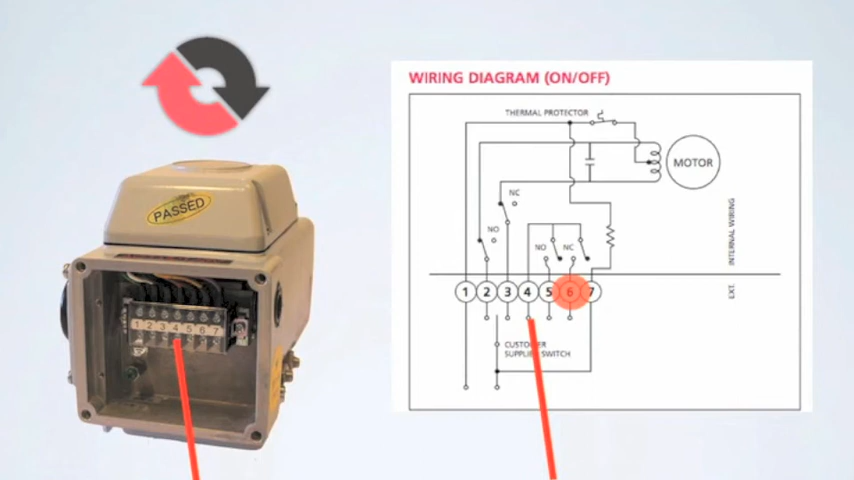 WIRING DIAGRAM (ON/OFF)
THERMAL PROTECTOR
MOTOR
NC
NO
NO
NC
INTERNAL WIRING
EXT.
1 2 3 4 5 6 7
CUSTOMER
SUPPLIED SWITCH
PASSED
1 2 3 4 5 6 7